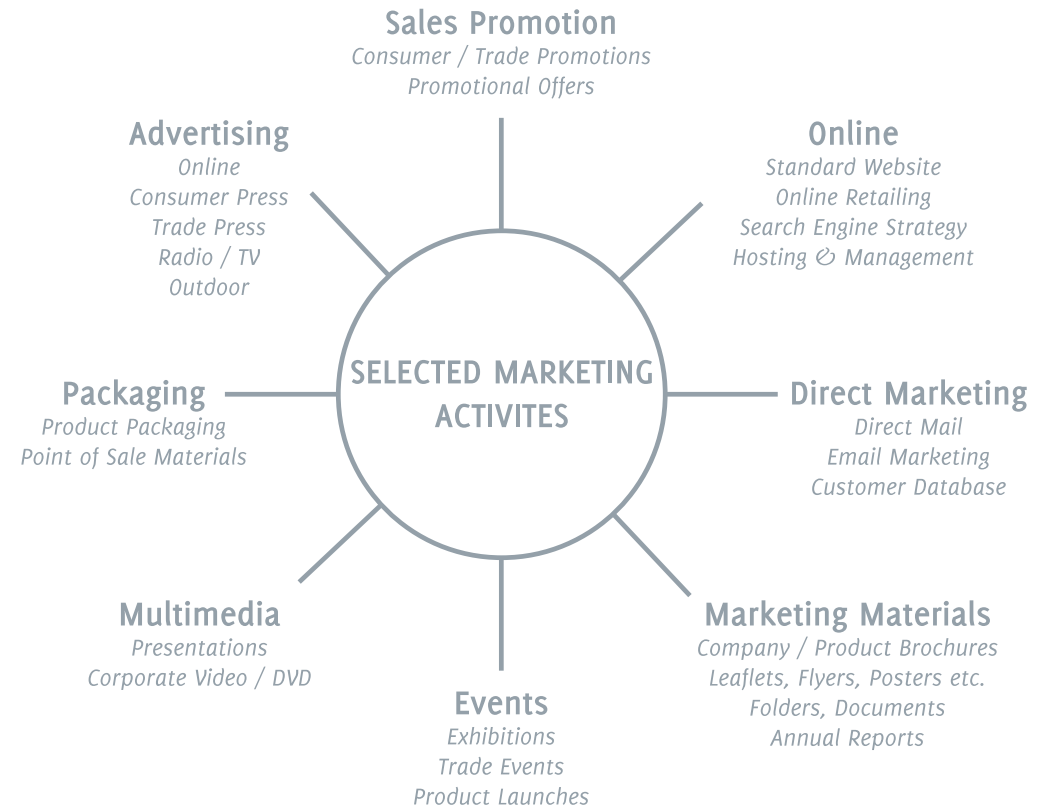 Sales Promotion
Consumer / Trade Promotions
Promotional Offers
Advertising
Online
Consumer Press
Trade Press
Radio / TV
Outdoor
Online
Standard Website
Online Retailing
Search Engine Strategy
Hosting & Management
SELECTED MARKETING
ACTIVITES
Packaging
Product Packaging
Point of Sale Materials
Direct Marketing
Direct Mail
Email Marketing
Customer Database
Multimedia
Presentations
Corporate Video / DVD
Events
Exhibitions
Trade Events
Product Launches
Marketing Materials
Company / Product Brochures
Leaflets, Flyers, Posters etc.
Folders, Documents
Annual Reports